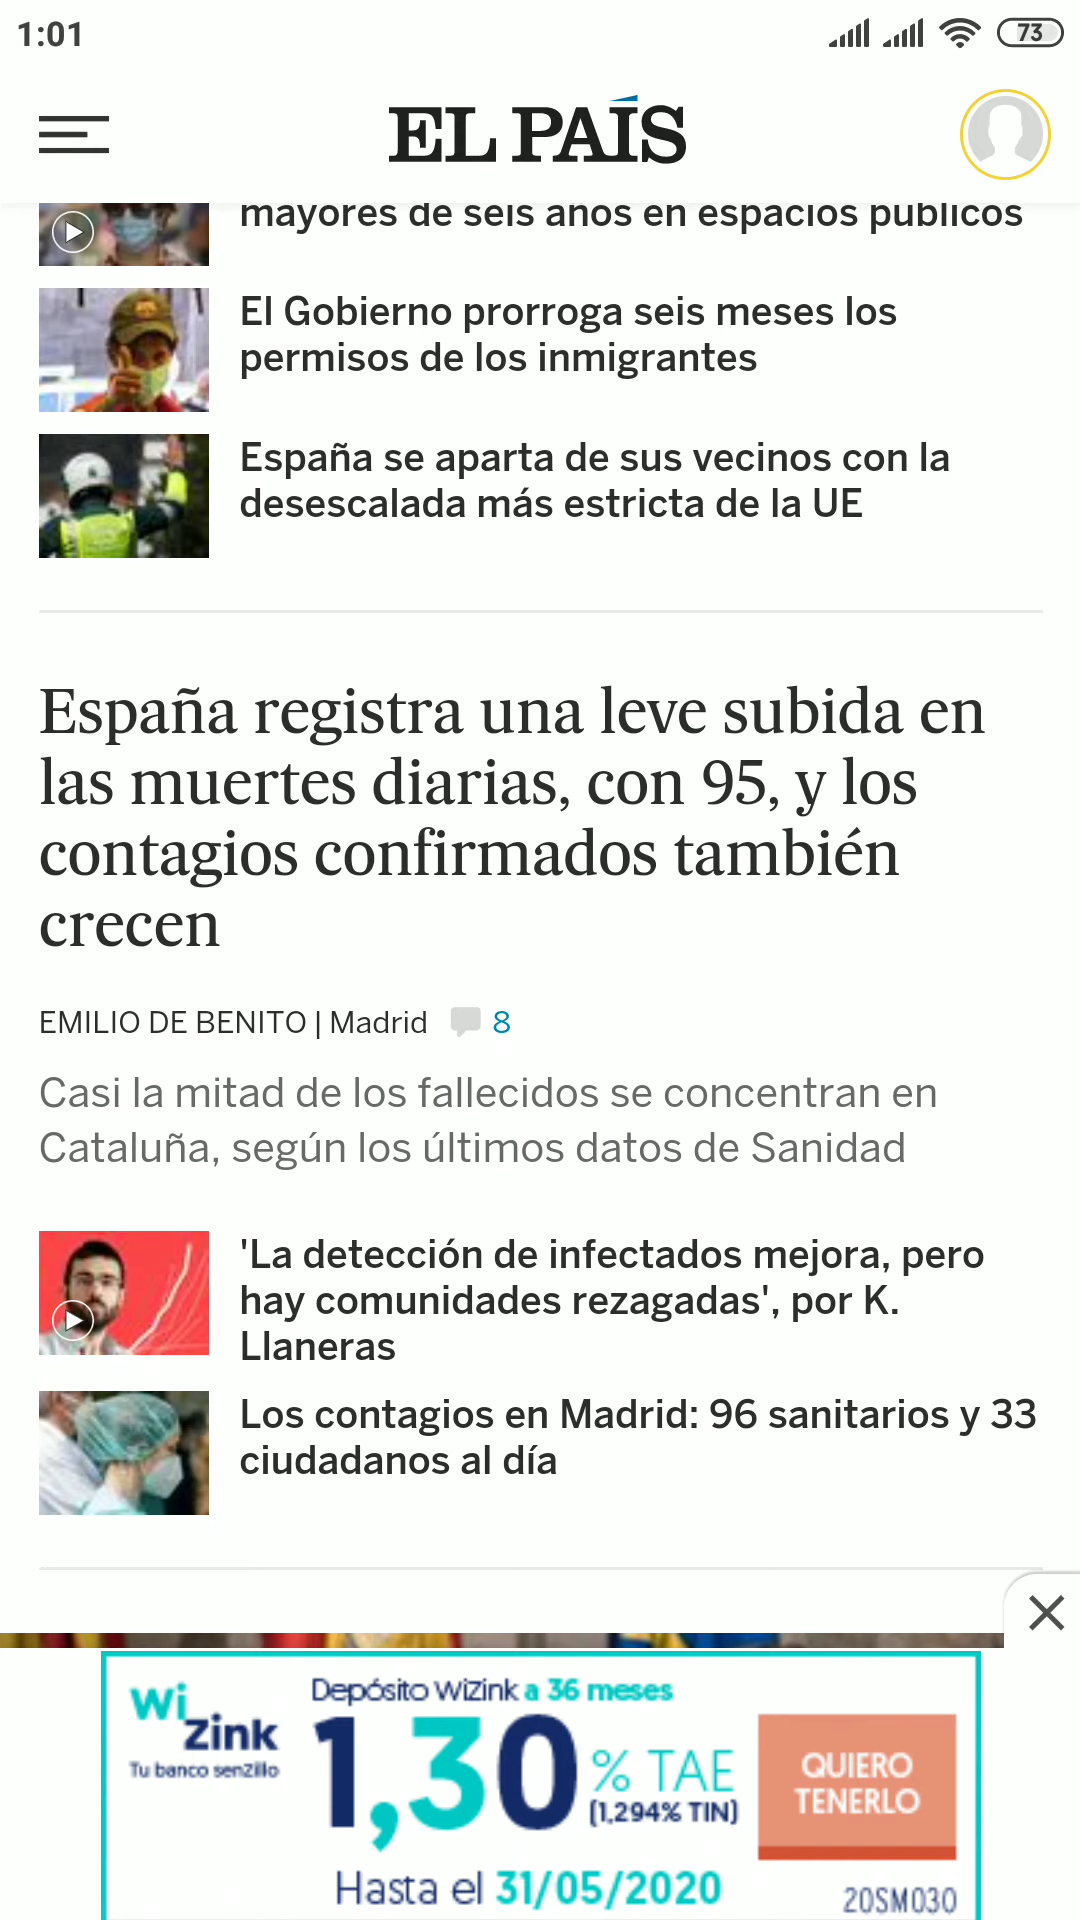 1:01
73
EL PAÍS
mayores de seis años en espacios públicos
El Gobierno prorroga seis meses los
permisos de los inmigrantes
España se aparta de sus vecinos con la
desescalada más estricta de la UE
España registra una leve subida en
las muertes diarias, con 95, y los
contagios confirmados también
crecen
EMILIO DE BENITO | Madrid 8
Casi la mitad de los fallecidos se concentran en
Cataluña, según los últimos datos de Sanidad
'La detección de infectados mejora, pero
hay comunidades rezagadas', por K.
Llaneras
Los contagios en Madrid: 96 sanitarios y 33
ciudadanos al día
WiZink
Tu banco senZillo
Depósito WiZink a 36 meses
1,30 % TAE
(1,294% TIN)
Hasta el 31/05/2020
QUIERO
TENERLO
20SM030